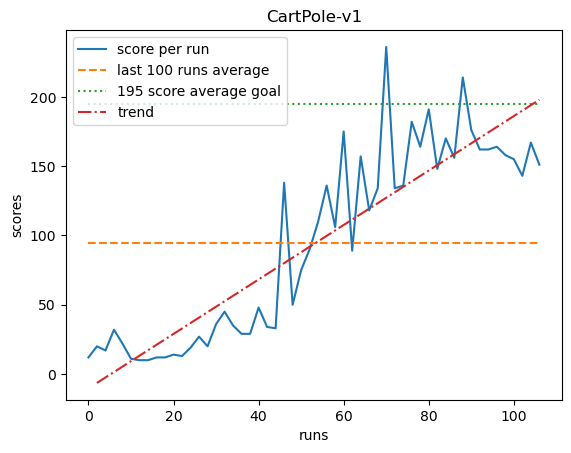 CartPole-v1
score per run
last 100 runs average
195 score average goal
trend
scores
200
150
100
50
0
0
20
40
60
80
100
runs